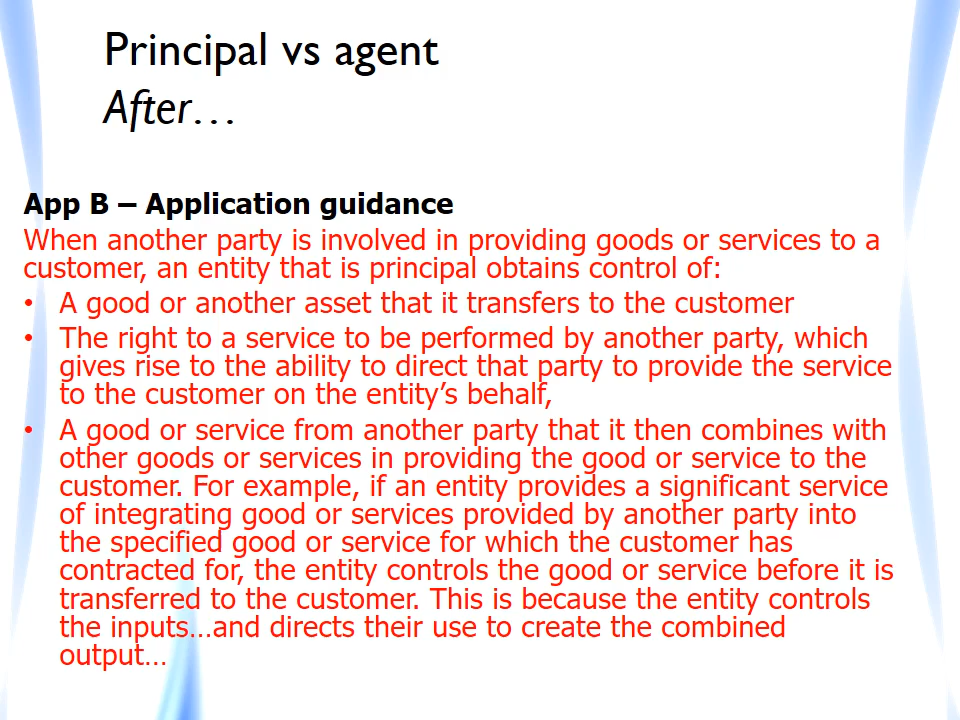 Principal vs agent
After…
App B – Application guidance
When another party is involved in providing goods or services to a
customer, an entity that is principal obtains control of:
• A good or another asset that it transfers to the customer
• The right to a service to be performed by another party, which
gives rise to the ability to direct that party to provide the service
to the customer on the entity’s behalf,
• A good or service from another party that it then combines with
other goods or services in providing the good or service to the
customer. For example, if an entity provides a significant service
of integrating good or services provided by another party into
the specified good or service for which the customer has
contracted for, the entity controls the good or service before it is
transferred to the customer. This is because the entity controls
the inputs…and directs their use to create the combined
output…